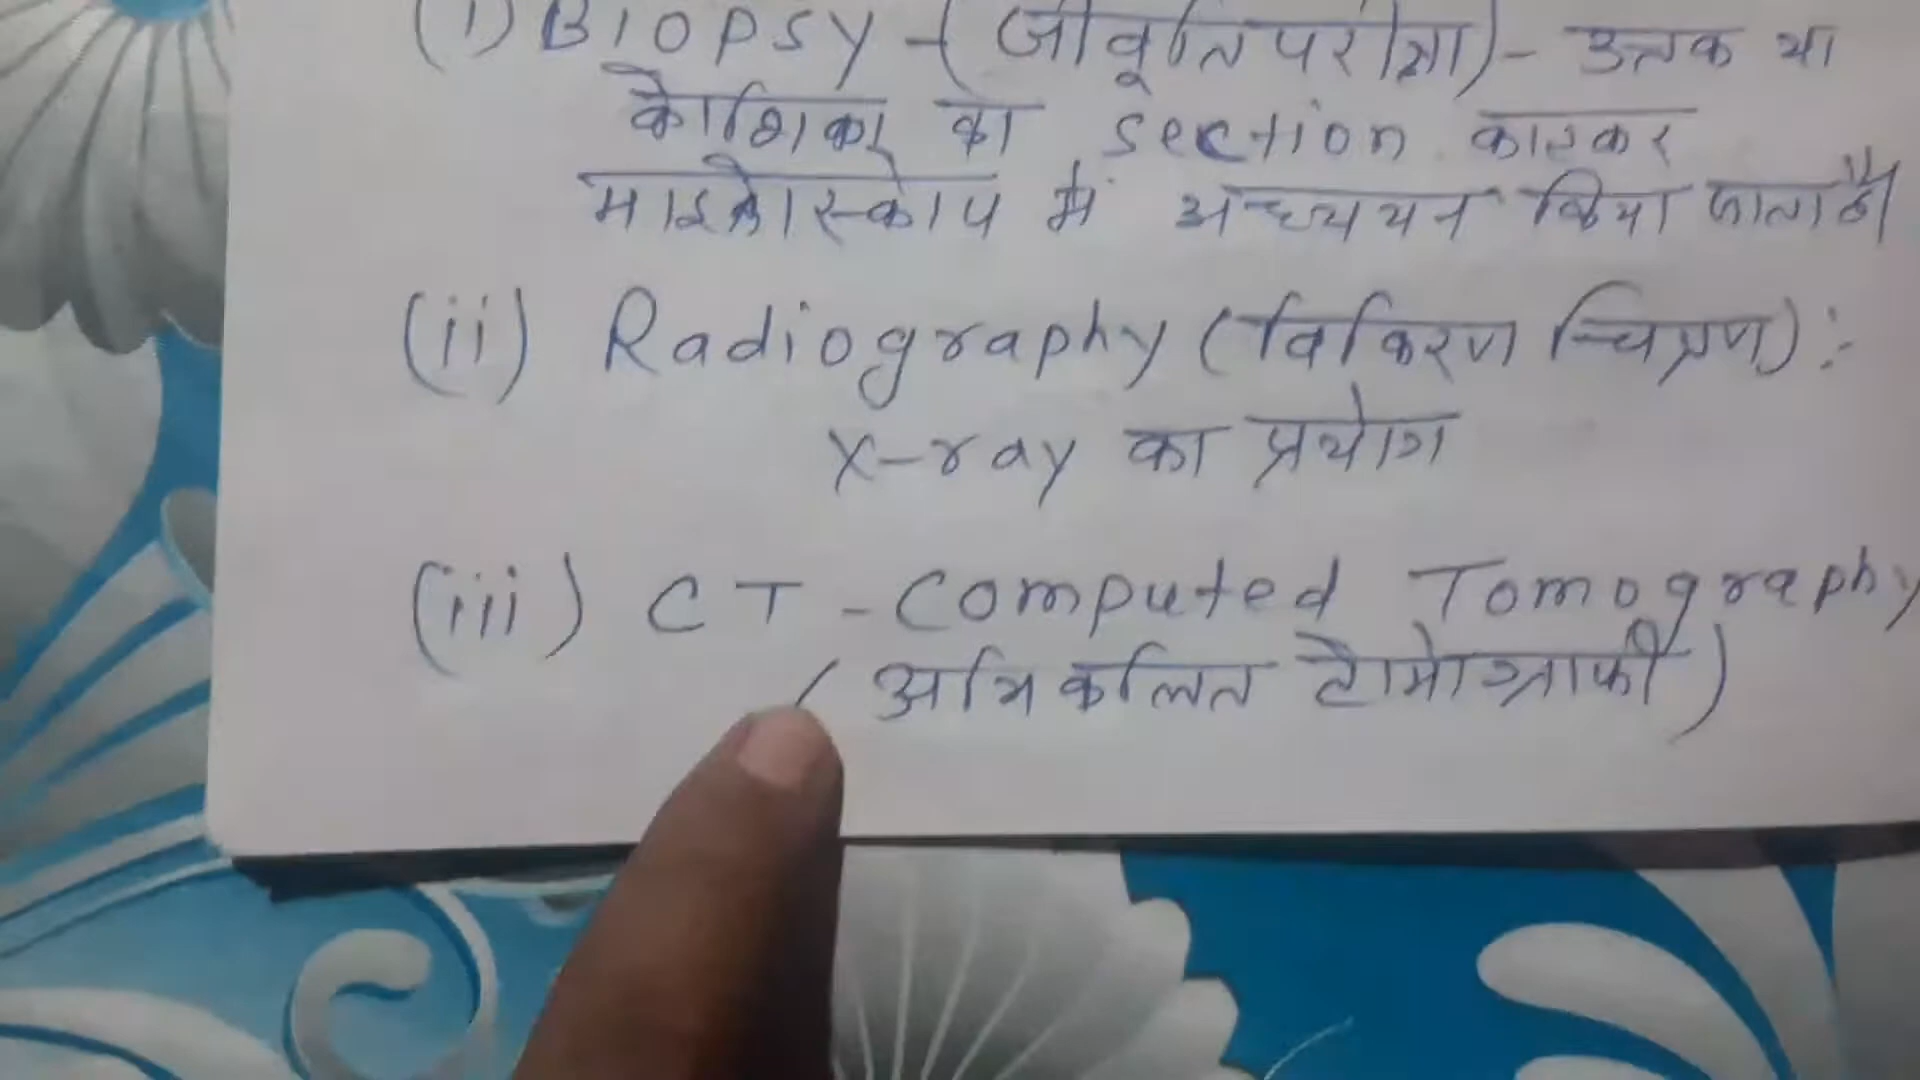 (i) BIOPSY - (जीवूतिपरीक्षा) - उत्तक या
कोशिका का section काटकर
माइक्रोस्कोप में अध्ययन किया जाता है
(ii) Radiography (विकिरण चित्रण) :-
X-ray का प्रयोग
(iii) CT - Computed Tomography
(अभिकलित टोमोग्राफी)